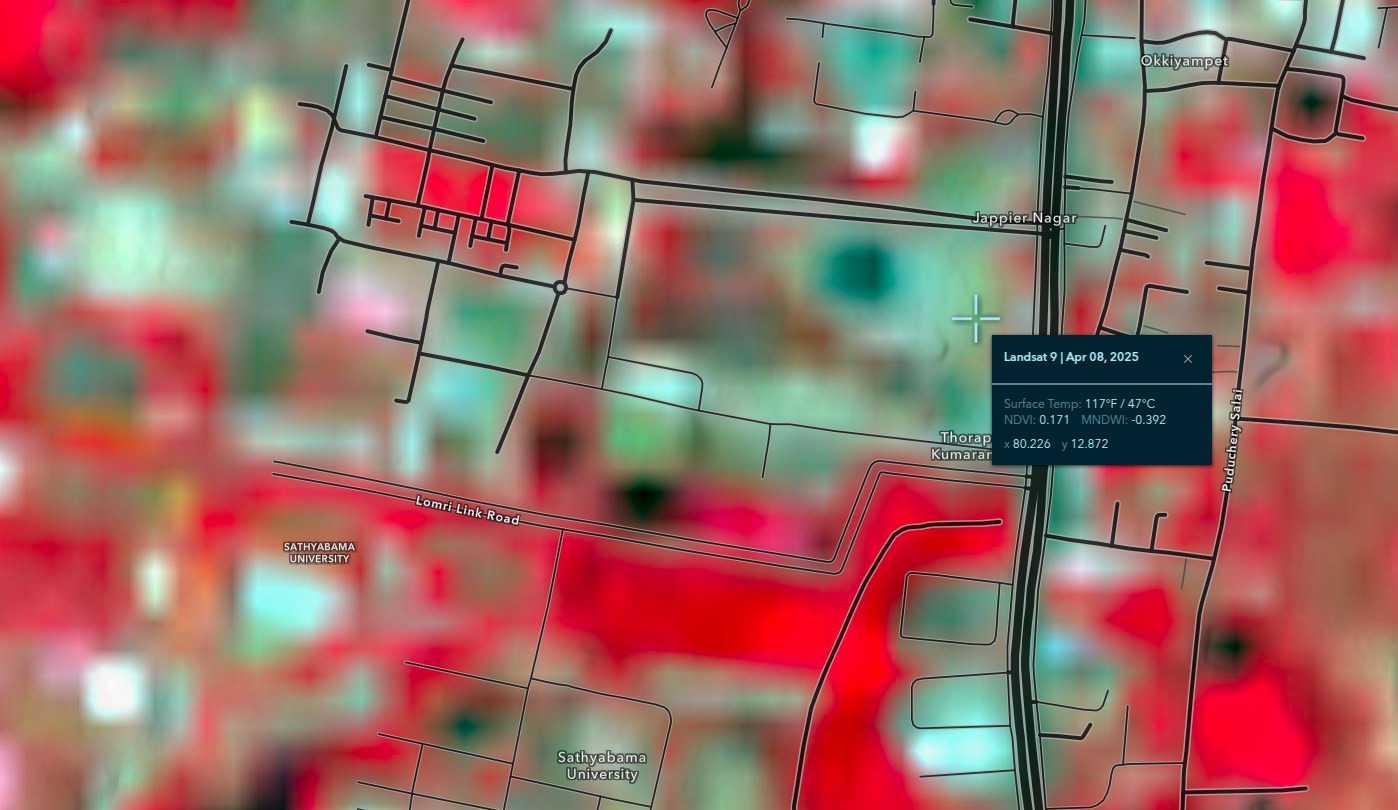 Okkiyampet
Jappier Nagar
Landsat 9 | Apr 08, 2025
×
Surface Temp: 117°F / 47°C
NDVI: 0.171 MNDWI: -0.392
x 80.226 y 12.872
Thorap
Kumaran
Puduchery Salai
Lomri Link Road
SATHYABAMA
UNIVERSITY
Sathyabama
University